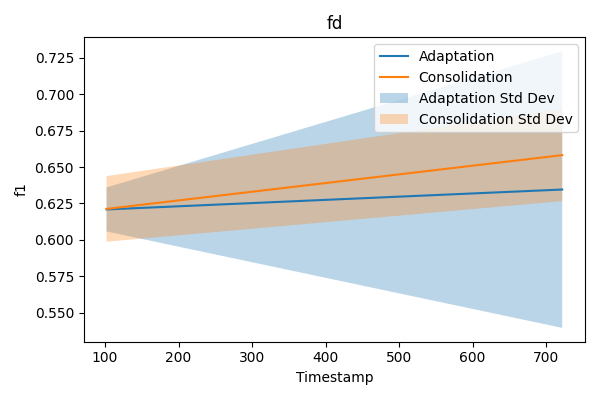 fd
Adaptation
Consolidation
Adaptation Std Dev
Consolidation Std Dev
f1
0.725
0.700
0.675
0.650
0.625
0.600
0.575
0.550
100 200 300 400 500 600 700
Timestamp